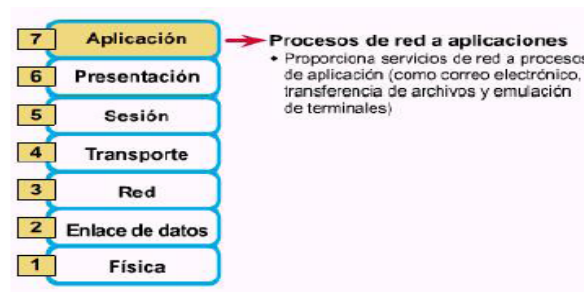 7 Aplicación
Procesos de red a aplicaciones
• Proporciona servicios de red a procesos
de aplicación (como correo electrónico,
transferencia de archivos y emulación
de terminales)
6 Presentación
5 Sesión
4 Transporte
3 Red
2 Enlace de datos
1 Física